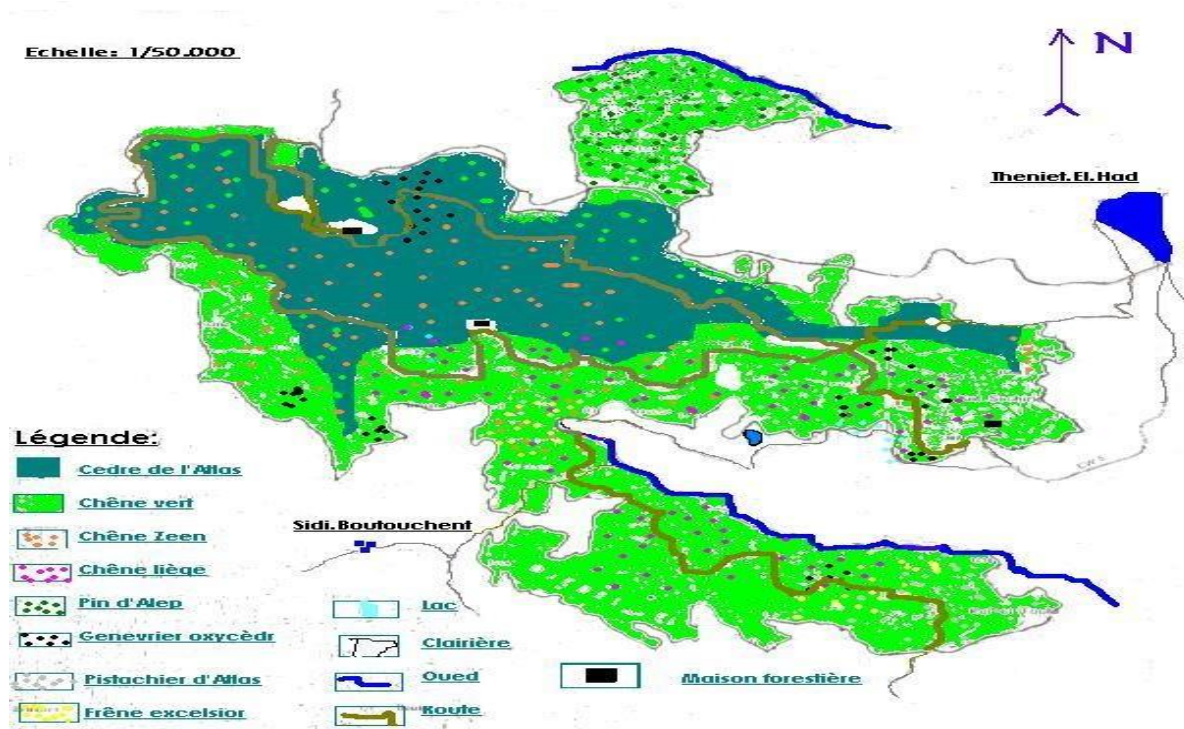 Echelle: 1/50.000
N
Theniet.El.Had
Sidi.Boutouchent
Légende:
Cedre de l'Atlas
Chêne vert
Chêne Zeen
Chêne liège
Pin d'Alep
Genevrier oxycèdr
Pistachier d'Atlas
Frêne excelsior
Lac
Clairière
Oued
Route
Maison forestière